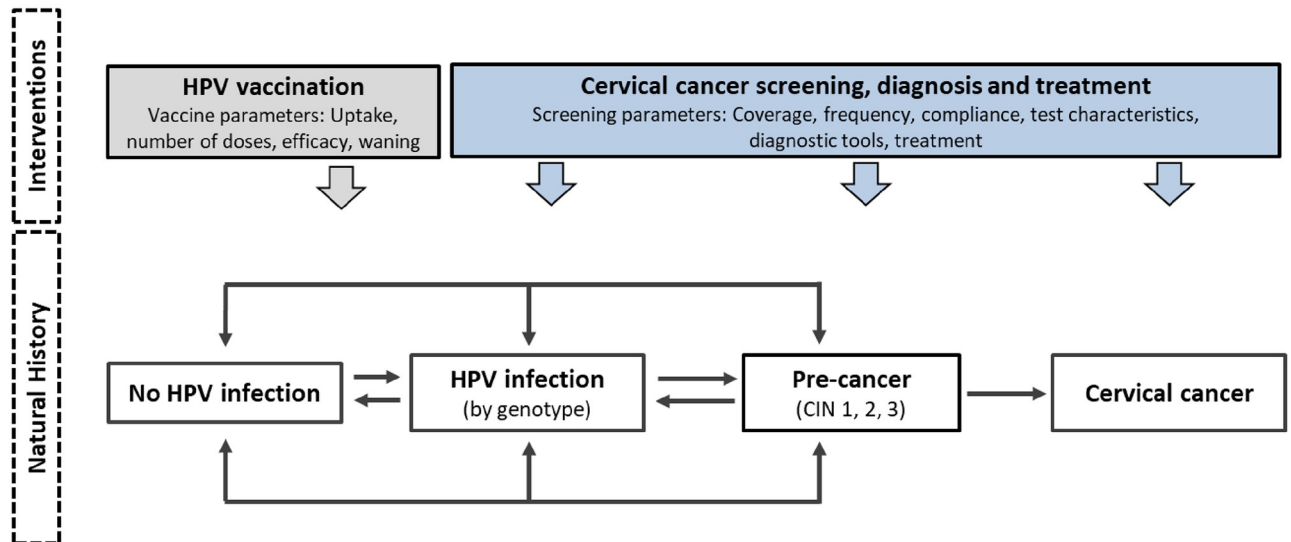 Interventions
HPV vaccination
Vaccine parameters: Uptake,
number of doses, efficacy, waning
Cervical cancer screening, diagnosis and treatment
Screening parameters: Coverage, frequency, compliance, test characteristics,
diagnostic tools, treatment
Natural History
No HPV infection
HPV infection
(by genotype)
Pre-cancer
(CIN 1, 2, 3)
Cervical cancer